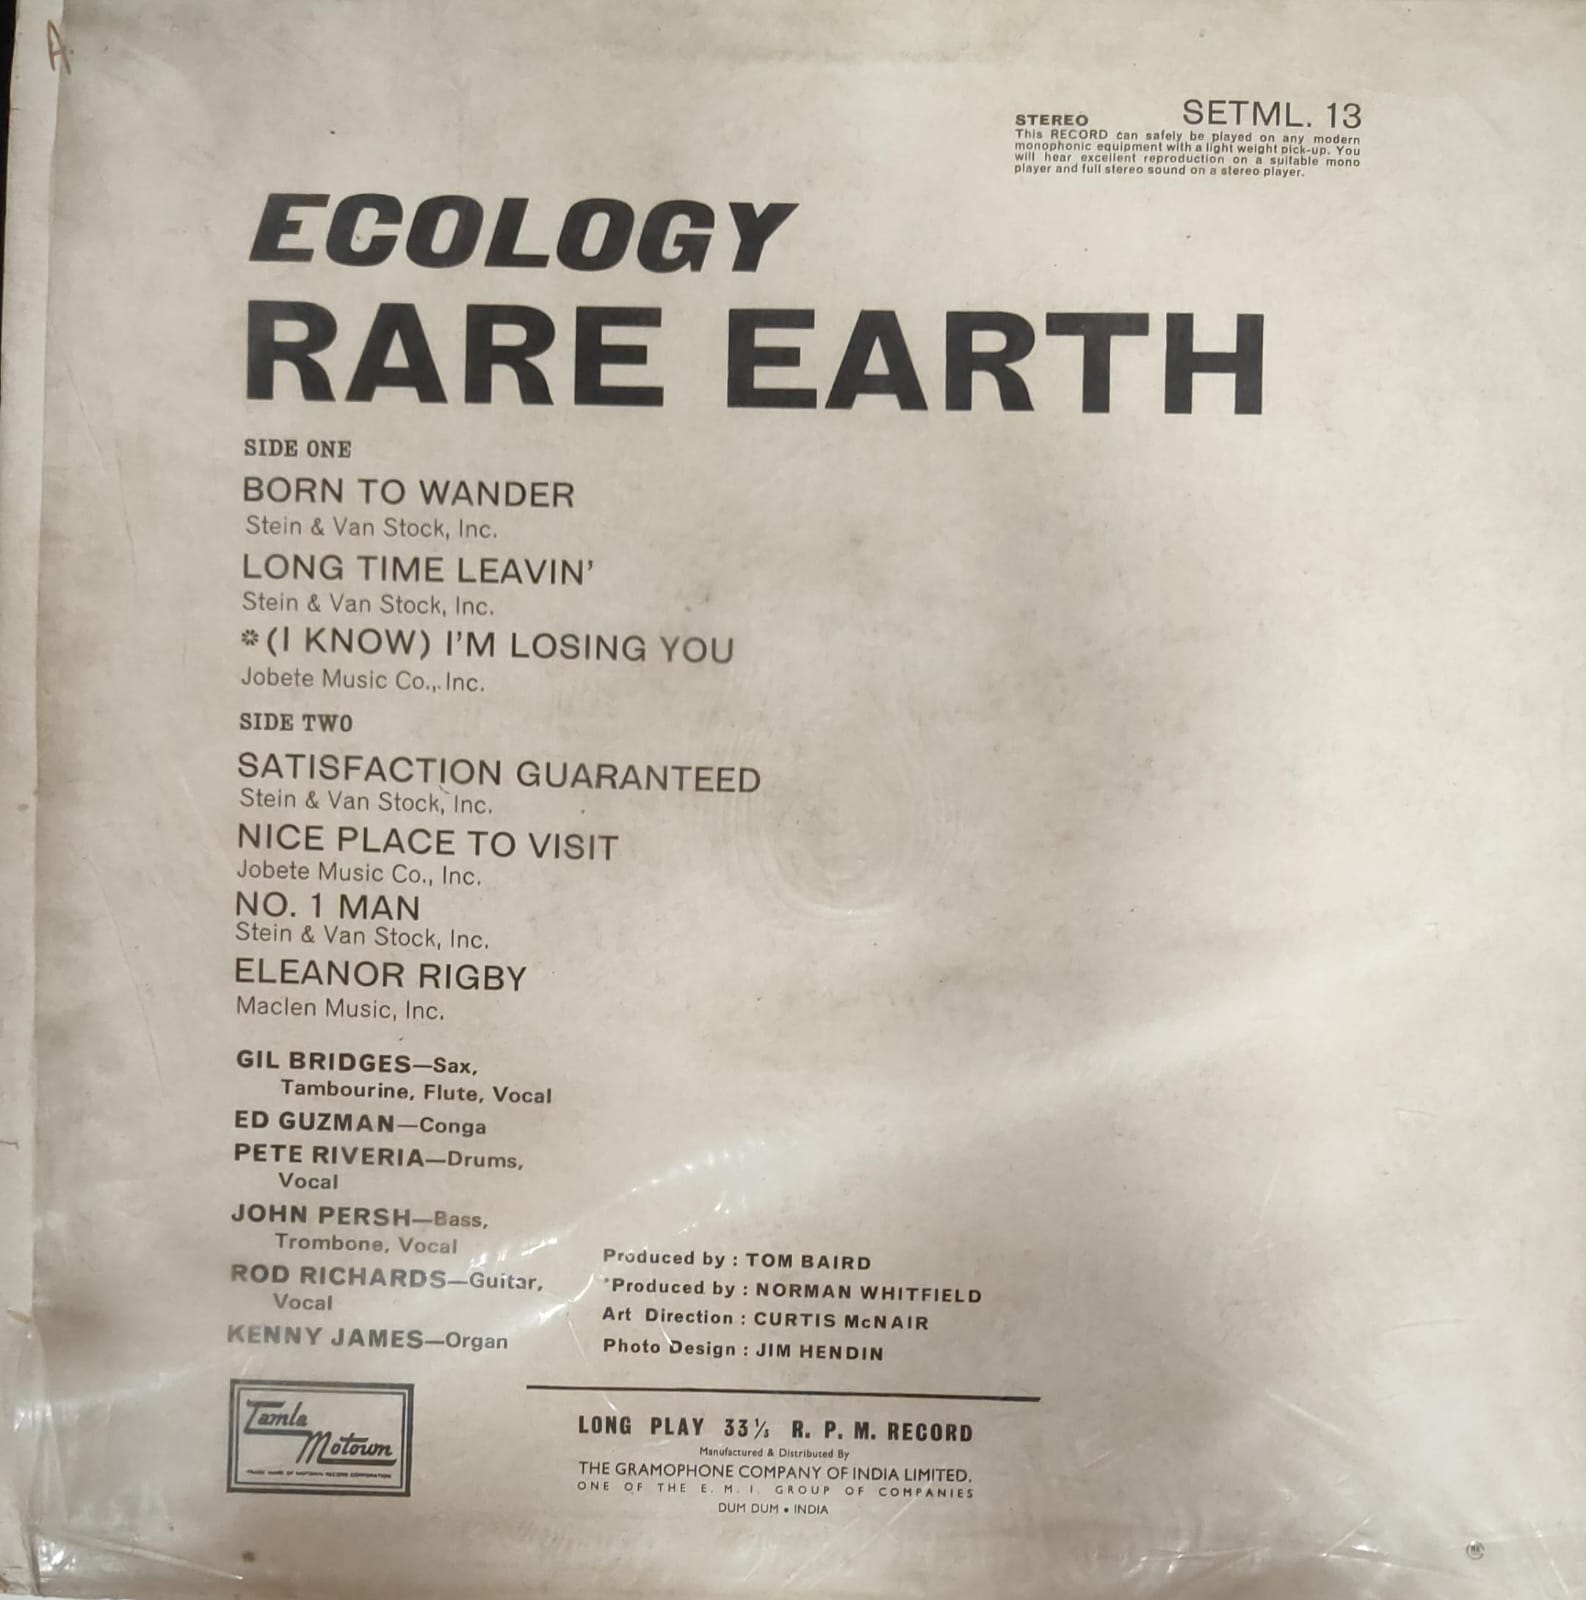 A.
STEREO SETML. 13
This RECORD can safely be played on any modern
monophonic equipment with a light weight pick-up. You
will hear excellent reproduction on a suitable mono
player and full stereo sound on a stereo player.
ECOLOGY
RARE EARTH
SIDE ONE
BORN TO WANDER
Stein & Van Stock, Inc.
LONG TIME LEAVIN'
Stein & Van Stock, Inc.
*(I KNOW) I'M LOSING YOU
Jobete Music Co., Inc.
SIDE TWO
SATISFACTION GUARANTEED
Stein & Van Stock, Inc.
NICE PLACE TO VISIT
Jobete Music Co., Inc.
NO. 1 MAN
Stein & Van Stock, Inc.
ELEANOR RIGBY
Maclen Music, Inc.
GIL BRIDGES—Sax,
Tambourine, Flute, Vocal
ED GUZMAN—Conga
PETE RIVERIA—Drums,
Vocal
JOHN PERSH—Bass,
Trombone, Vocal
ROD RICHARDS—Guitar,
Vocal
KENNY JAMES—Organ
Produced by : TOM BAIRD
*Produced by : NORMAN WHITFIELD
Art Direction : CURTIS McNAIR
Photo Design : JIM HENDIN
Tamla
Motown
TRADE MARK OF MOTOWN RECORD CORPORATION
LONG PLAY 33⅓ R. P. M. RECORD
Manufactured & Distributed By
THE GRAMOPHONE COMPANY OF INDIA LIMITED.
ONE OF THE E. M. I. GROUP OF COMPANIES
DUM DUM • INDIA